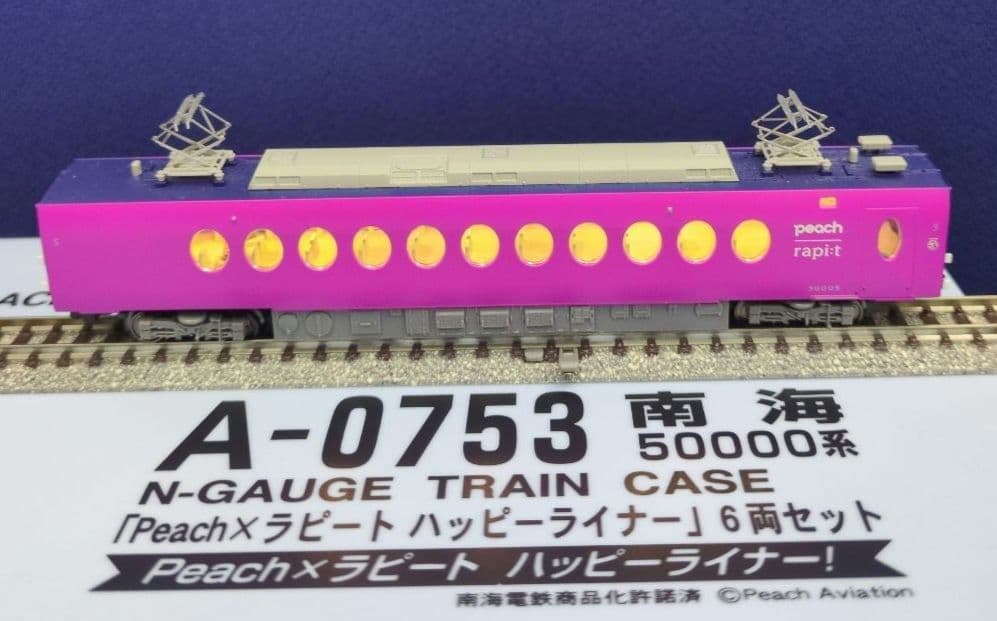 peach
rapi:t
A-0753 南海
50000系
N-GAUGE TRAIN CASE
「Peach×ラピート ハッピーライナー」6両セット
Peach×ラピート ハッピーライナー!
南海電鉄商品化許諾済 ©Peach Aviation